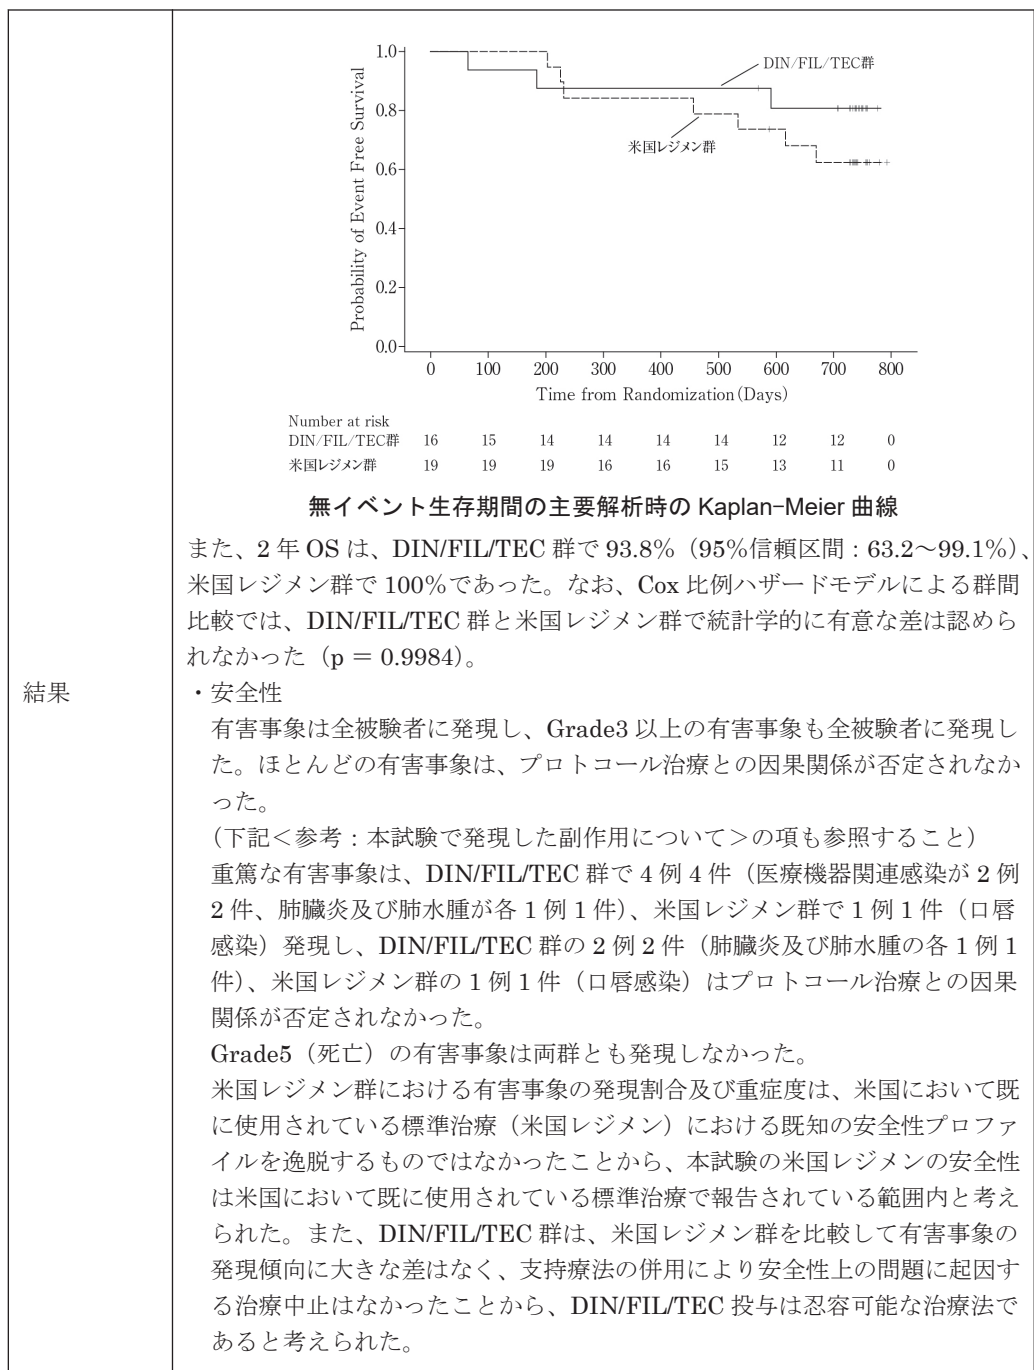 1.0
0.8
0.6
0.4
0.2
0.0
Probability of Event Free Survival
DIN/FIL/TEC群
米国レジメン群
0 100 200 300 400 500 600 700 800
Time from Randomization(Days)
Number at risk
DIN/FIL/TEC群 16 15 14 14 14 14 12 12 0
米国レジメン群 19 19 19 16 16 15 13 11 0
無イベント生存期間の主要解析時の Kaplan-Meier 曲線
また、2 年 OS は、DIN/FIL/TEC 群で 93.8%（95%信頼区間：63.2～99.1%）、
米国レジメン群で 100%であった。なお、Cox 比例ハザードモデルによる群間
比較では、DIN/FIL/TEC 群と米国レジメン群で統計学的に有意な差は認めら
れなかった（p = 0.9984）。
結果
・安全性
有害事象は全被験者に発現し、Grade3 以上の有害事象も全被験者に発現し
た。ほとんどの有害事象は、プロトコール治療との因果関係が否定されなか
った。
（下記＜参考：本試験で発現した副作用について＞の項も参照すること）
重篤な有害事象は、DIN/FIL/TEC 群で 4 例 4 件（医療機器関連感染が 2 例
2 件、肺臓炎及び肺水腫が各 1 例 1 件）、米国レジメン群で 1 例 1 件（口唇
感染）発現し、DIN/FIL/TEC 群の 2 例 2 件（肺臓炎及び肺水腫の各 1 例 1
件）、米国レジメン群の 1 例 1 件（口唇感染）はプロトコール治療との因果
関係が否定されなかった。
Grade5（死亡）の有害事象は両群とも発現しなかった。
米国レジメン群における有害事象の発現割合及び重症度は、米国において既
に使用されている標準治療（米国レジメン）における既知の安全性プロファ
イルを逸脱するものではなかったことから、本試験の米国レジメンの安全性
は米国において既に使用されている標準治療で報告されている範囲内と考え
られた。また、DIN/FIL/TEC 群は、米国レジメン群を比較して有害事象の
発現傾向に大きな差はなく、支持療法の併用により安全性上の問題に起因す
る治療中止はなかったことから、DIN/FIL/TEC 投与は忍容可能な治療法で
あると考えられた。